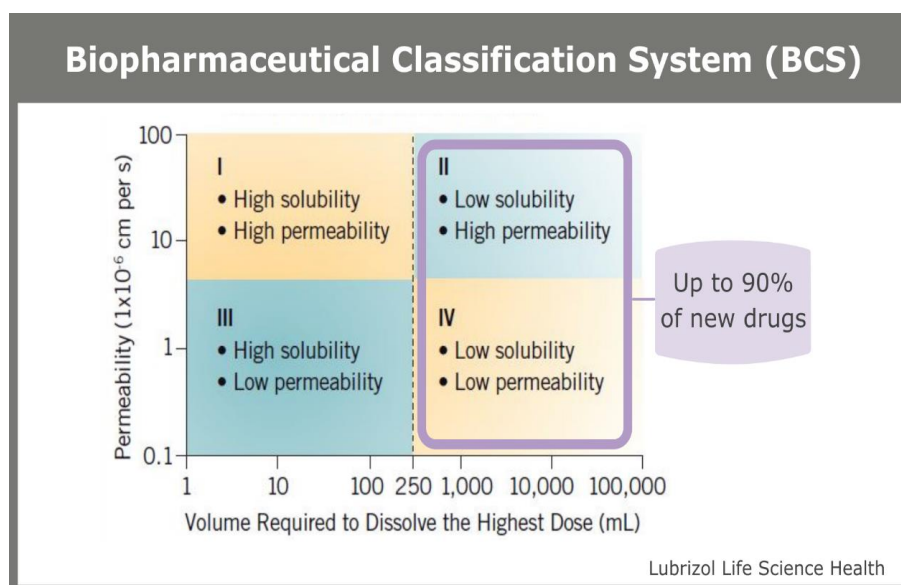 Biopharmaceutical Classification System (BCS)
Permeability (1x10⁻⁶ cm per s)
100
10
1
0.1
I
• High solubility
• High permeability
II
• Low solubility
• High permeability
III
• High solubility
• Low permeability
IV
• Low solubility
• Low permeability
Up to 90%
of new drugs
1 10 100 250 1,000 10,000 100,000
Volume Required to Dissolve the Highest Dose (mL)
Lubrizol Life Science Health